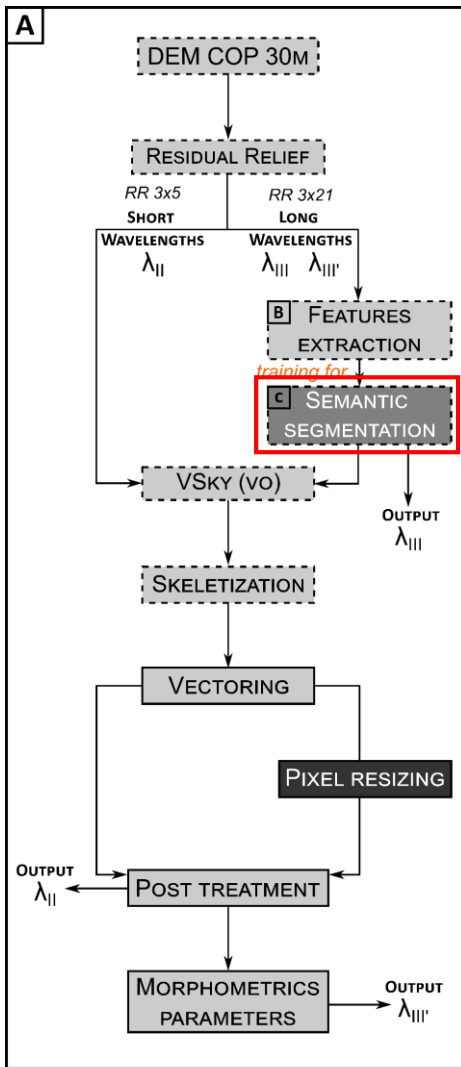 A
DEM COP 30M
RESIDUAL RELIEF
RR 3x5
RR 3x21
SHORT
LONG
WAVELENGTHS
WAVELENGTHS
λII
λIII λIII'
B
FEATURES
EXTRACTION
training for
C
SEMANTIC
SEGMENTATION
VSKY (VO)
OUTPUT
λIII
SKELETIZATION
VECTORING
PIXEL RESIZING
OUTPUT
λII
POST TREATMENT
MORPHOMETRICS
PARAMETERS
OUTPUT
λIII'